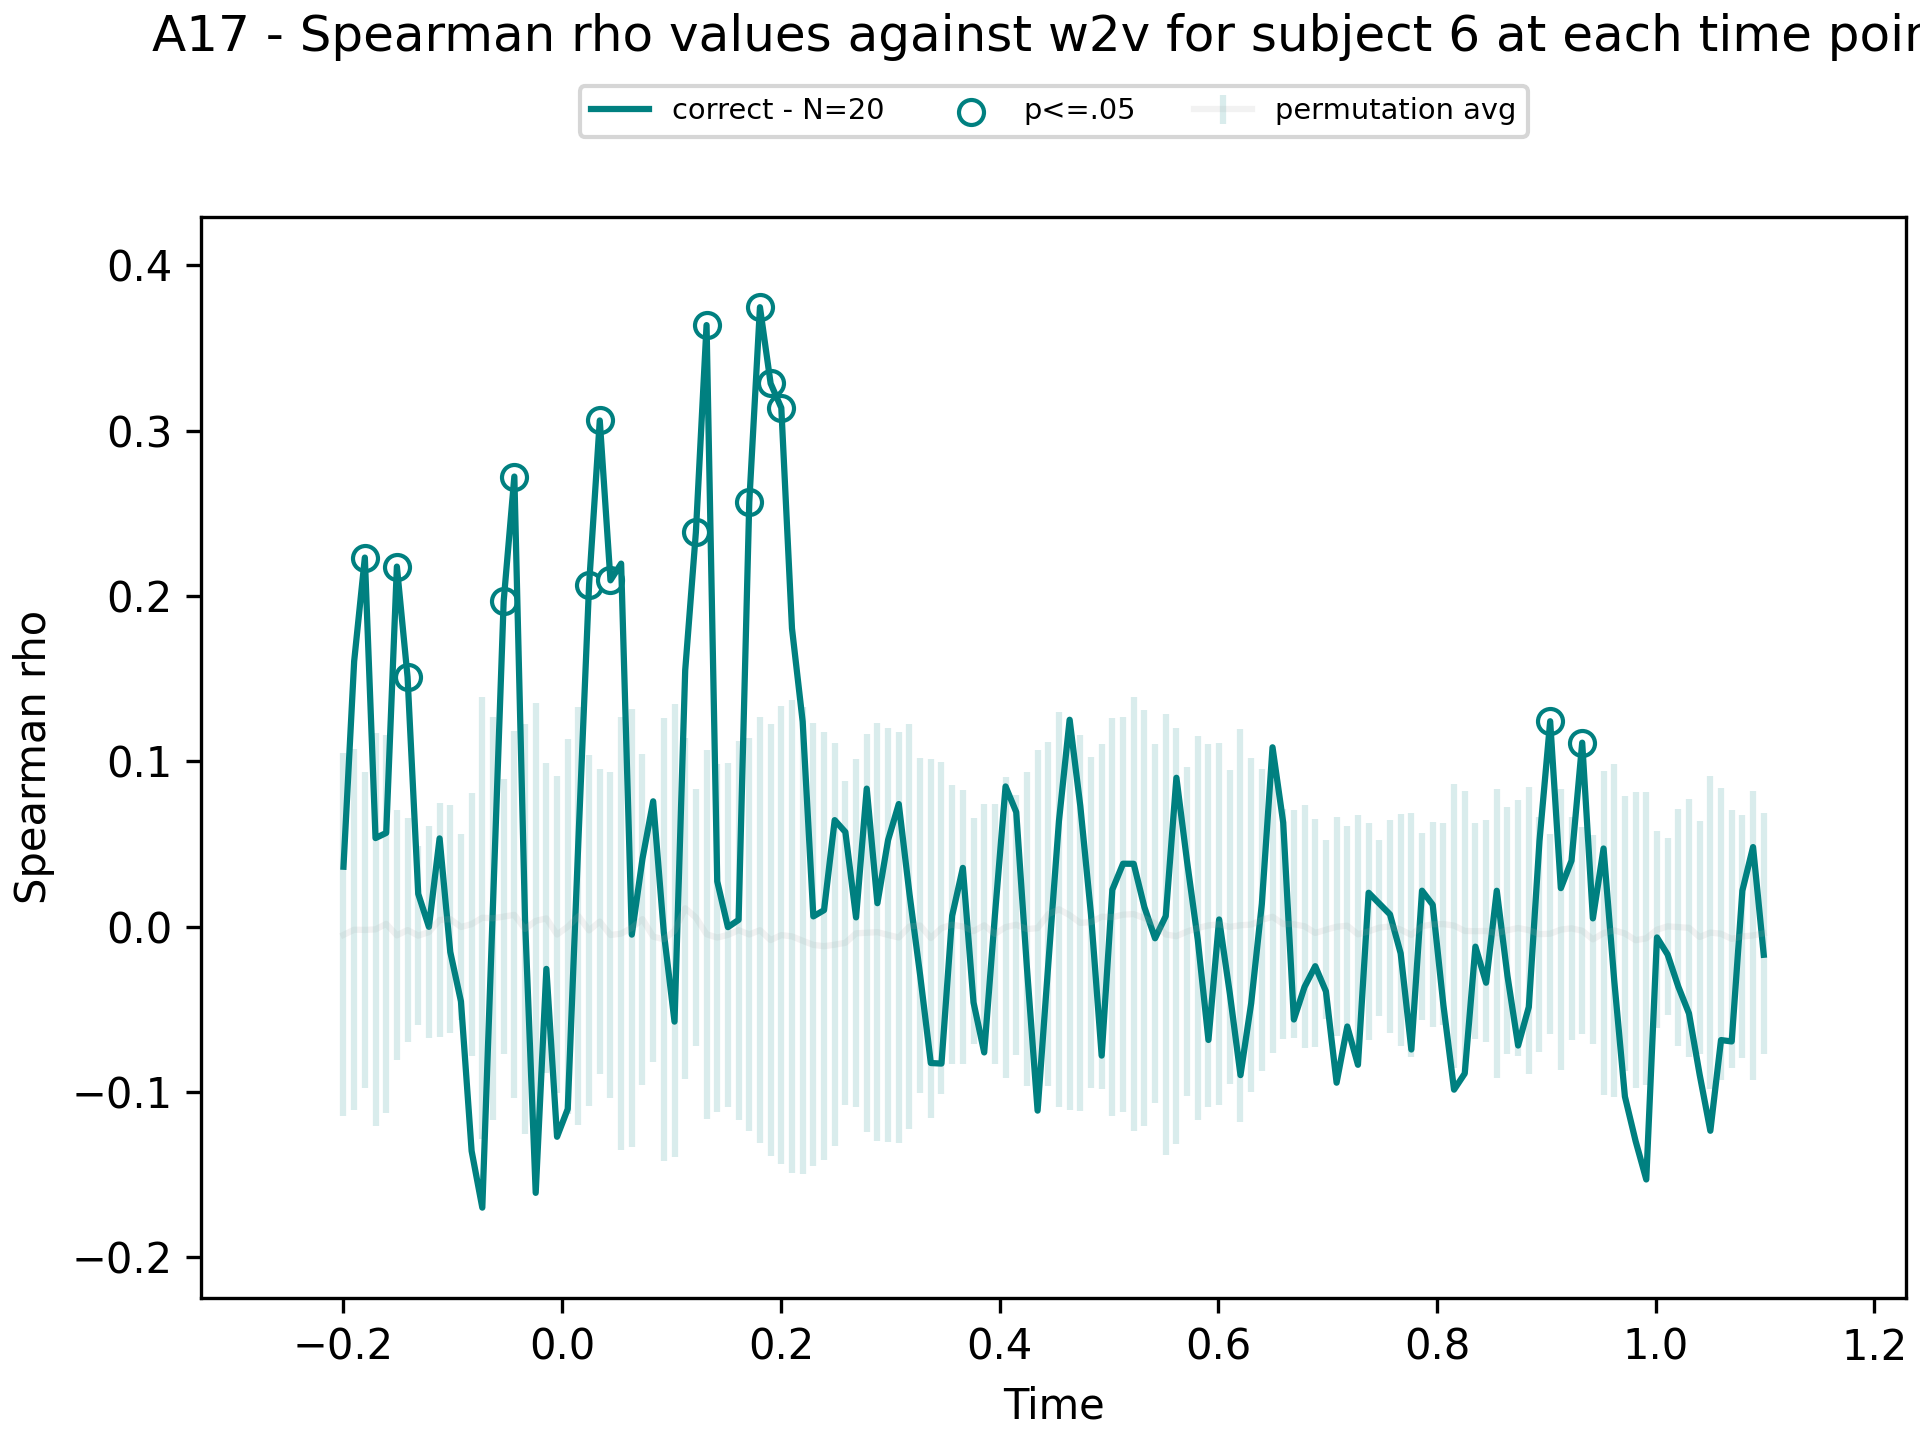 A17 - Spearman rho values against w2v for subject 6 at each time
correct - N=20 p<=.05 permutation avg
0.4
0.3
0.2
0.1
0.0
−0.1
−0.2
Spearman rho
−0.2 0.0 0.2 0.4 0.6 0.8 1.0 1.2
Time